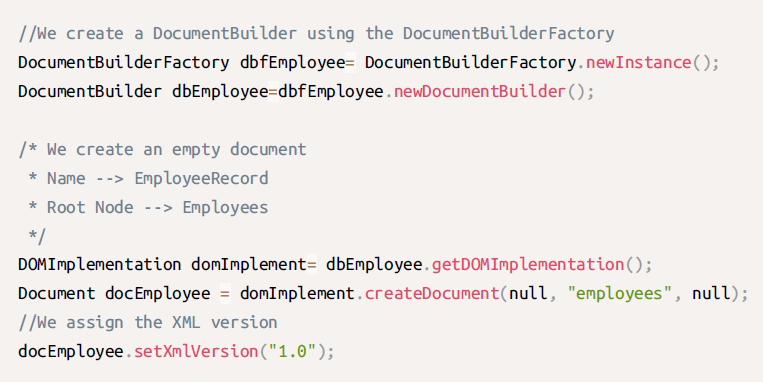 //We create a DocumentBuilder using the DocumentBuilderFactory
DocumentBuilderFactory dbfEmployee= DocumentBuilderFactory.newInstance();
DocumentBuilder dbEmployee=dbfEmployee.newDocumentBuilder();
/* We create an empty document
 * Name --> EmployeeRecord
 * Root Node --> Employees
 */
DOMImplementation domImplement= dbEmployee.getDOMImplementation();
Document docEmployee = domImplement.createDocument(null, "employees", null);
//We assign the XML version
docEmployee.setXmlVersion("1.0");